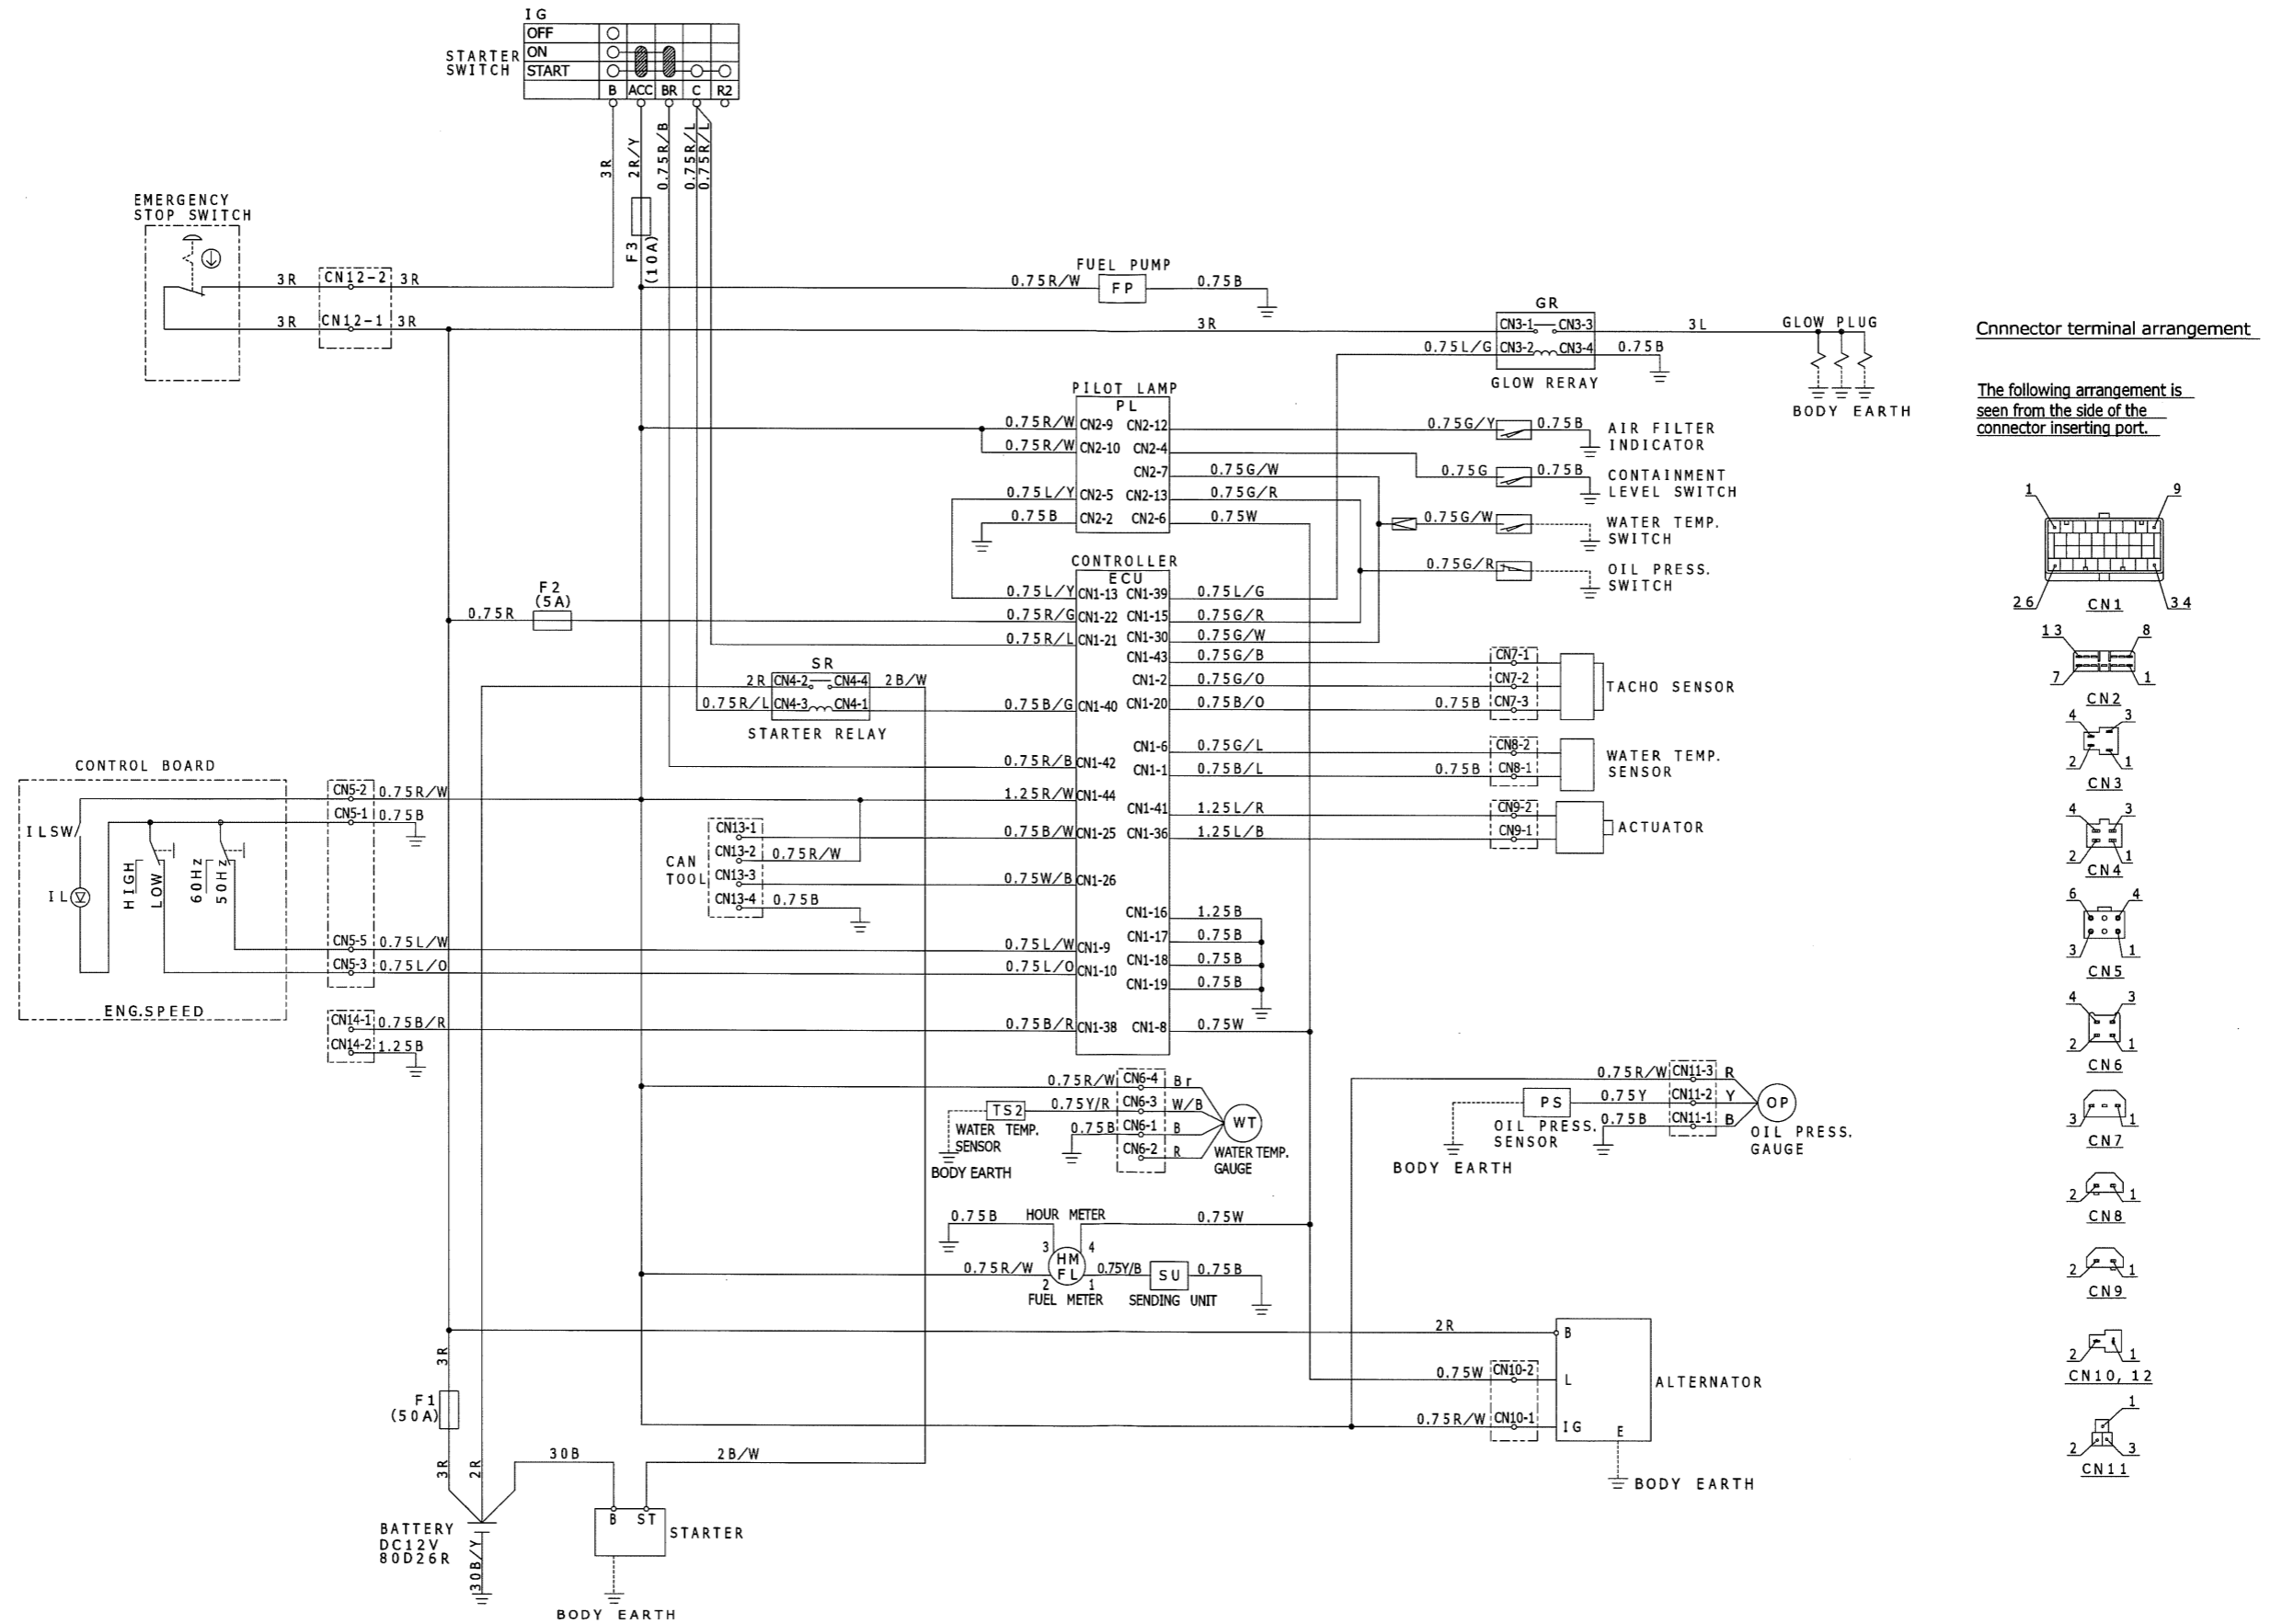 IG
OFF
ON
START
STARTER
SWITCH
B ACC BR C R2
3R
2R/Y
0.75R/B
0.75R/L
0.75R/L
F3
(10A)
EMERGENCY
STOP SWITCH
3R CN12-2 3R
3R CN12-1 3R
FUEL PUMP
0.75R/W FP 0.75B
3R
GR
CN3-1 CN3-3
3L
GLOW PLUG
0.75L/G CN3-2 CN3-4 0.75B
GLOW RERAY
BODY EARTH
Cnnnector terminal arrangement
The following arrangement is
seen from the side of the
connector inserting port.
PILOT LAMP
PL
0.75R/W CN2-9 CN2-12 0.75G/Y 0.75B
AIR FILTER
INDICATOR
0.75R/W CN2-10 CN2-4
CN2-7 0.75G/W
0.75G 0.75B
CONTAINMENT
LEVEL SWITCH
0.75L/Y CN2-5 CN2-13 0.75G/R
0.75B CN2-2 CN2-6 0.75W
0.75G/W
WATER TEMP.
SWITCH
0.75G/R
OIL PRESS.
SWITCH
CONTROLLER
ECU
0.75L/Y CN1-13 CN1-39 0.75L/G
F2
(5A)
0.75R
0.75R/G CN1-22 CN1-15 0.75G/R
0.75R/L CN1-21 CN1-30 0.75G/W
CN1-43 0.75G/B CN7-1
CN1-2 0.75G/O CN7-2
TACHO SENSOR
0.75B/G CN1-40 CN1-20 0.75B/O 0.75B CN7-3
SR
2R CN4-2 CN4-4 2B/W
0.75R/L CN4-3 CN4-1
STARTER RELAY
CN1-6 0.75G/L CN8-2
WATER TEMP.
SENSOR
0.75R/B CN1-42 CN1-1 0.75B/L 0.75B CN8-1
CONTROL BOARD
CN5-2 0.75R/W
1.25R/W CN1-44
CN1-41 1.25L/R CN9-2
ACTUATOR
CN5-1 0.75B
ILSW
CN13-1 0.75B/W CN1-25 CN1-36 1.25L/B CN9-1
CN13-2 0.75R/W
CAN
TOOL
CN13-3 0.75W/B CN1-26
CN13-4 0.75B
IL
HIGH
LOW
60Hz
50Hz
CN1-16 1.25B
CN1-17 0.75B
CN1-18 0.75B
CN1-19 0.75B
CN5-5 0.75L/W 0.75L/W CN1-9
CN5-3 0.75L/O 0.75L/O CN1-10
ENG.SPEED
CN14-1 0.75B/R 0.75B/R CN1-38 CN1-8 0.75W
CN14-2 1.25B
0.75R/W CN6-4 Br
TS2 0.75Y/R CN6-3 W/B
WATER TEMP.
SENSOR
0.75B CN6-1 B
WT
CN6-2 R
WATER TEMP.
GAUGE
BODY EARTH
0.75R/W CN11-3 R
PS 0.75Y CN11-2 Y OP
OIL PRESS.
SENSOR
0.75B CN11-1 B
OIL PRESS.
GAUGE
BODY EARTH
0.75B HOUR METER 0.75W
3 4
HM
FL
0.75R/W 0.75Y/B SU 0.75B
2 1
FUEL METER SENDING UNIT
2R B
0.75W CN10-2 L
ALTERNATOR
0.75R/W CN10-1 IG
E
BODY EARTH
3R
F1
(50A)
3R
2R
30B
2B/W
BATTERY
DC12V
80D26R
30B/Y
B ST
STARTER
BODY EARTH
1 9
26 34
CN1
13 8
7 1
CN2
4 3
2 1
CN3
4 3
2 1
CN4
6 4
3 1
CN5
4 3
2 1
CN6
3 1
CN7
2 1
CN8
2 1
CN9
2 1
CN10, 12
1
2 3
CN11